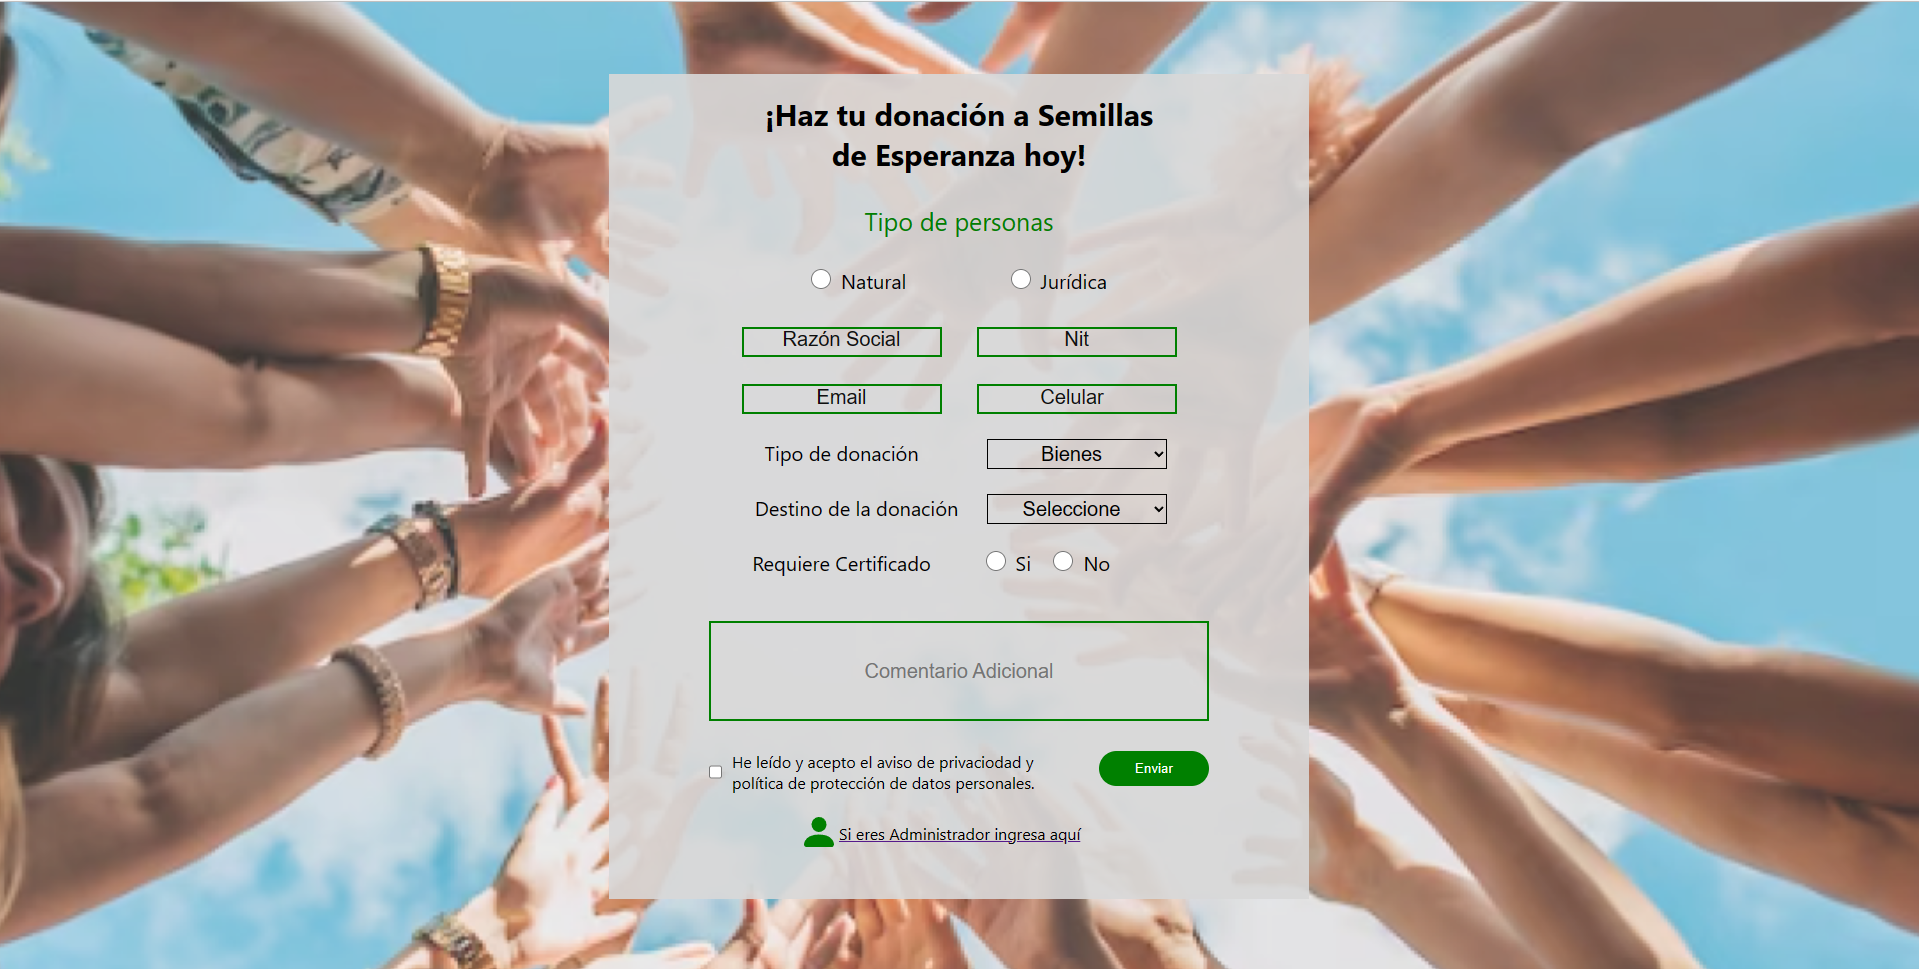 ¡Haz tu donación a Semillas
de Esperanza hoy!
Tipo de personas
Natural Jurídica
Razón Social Nit
Email Celular
Tipo de donación Bienes
Destino de la donación Seleccione
Requiere Certificado Si No
Comentario Adicional
He leído y acepto el aviso de privaciodad y
política de protección de datos personales.
Enviar
Si eres Administrador ingresa aquí